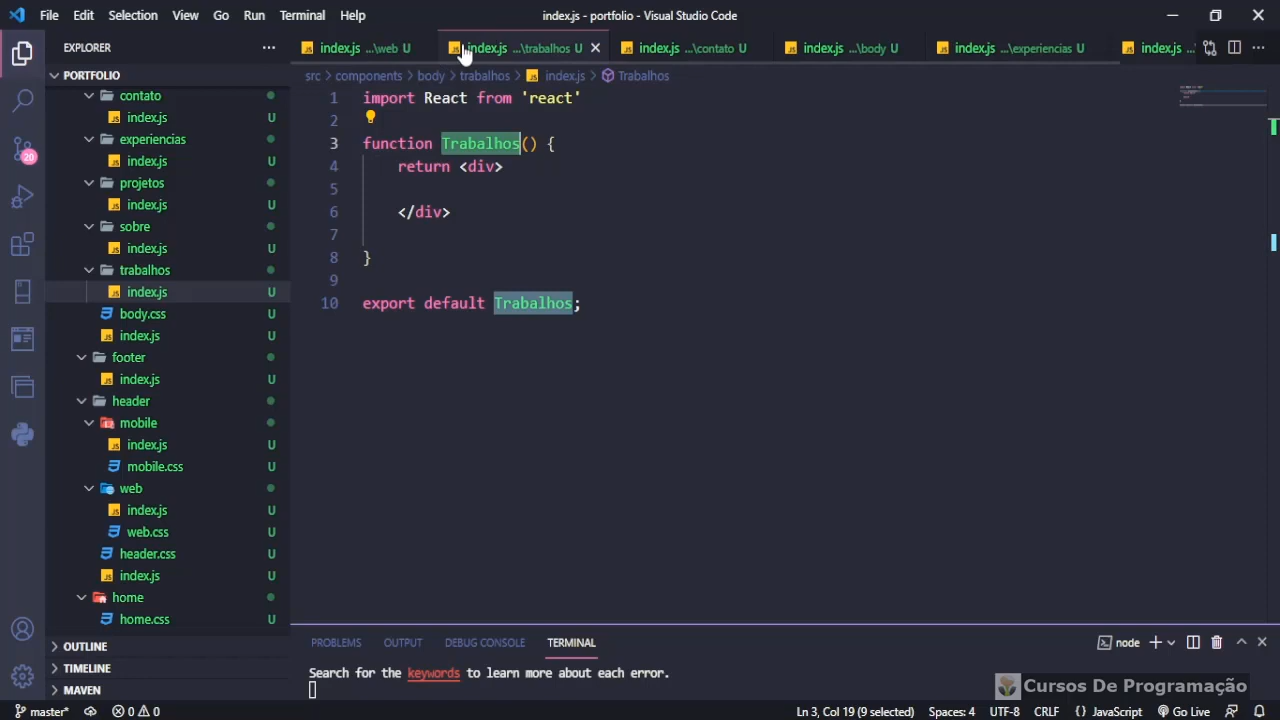 File Edit Selection View Go Run Terminal Help
index.js - portfolio - Visual Studio Code
EXPLORER
index.js ...\web U
index.js ...\trabalhos U
index.js ...\contato U
index.js ...\body U
index.js ...\experiencias U
index.js ...
PORTFOLIO
src > components > body > trabalhos > index.js > Trabalhos
contato
index.js U
experiencias
index.js U
projetos
index.js U
sobre
index.js U
trabalhos
index.js U
body.css U
index.js U
footer
index.js U
header
mobile
index.js U
mobile.css U
web
index.js U
web.css U
header.css U
index.js U
home
home.css U
OUTLINE
TIMELINE
MAVEN
20
1 import React from 'react'
2
3 function Trabalhos() {
4 return <div>
5
6 </div>
7
8 }
9
10 export default Trabalhos;
PROBLEMS OUTPUT DEBUG CONSOLE TERMINAL
node
Search for the keywords to learn more about each error.
Cursos De Programação
master* 0 0
Ln 3, Col 19 (9 selected) Spaces: 4 UTF-8 CRLF {} JavaScript Go Live